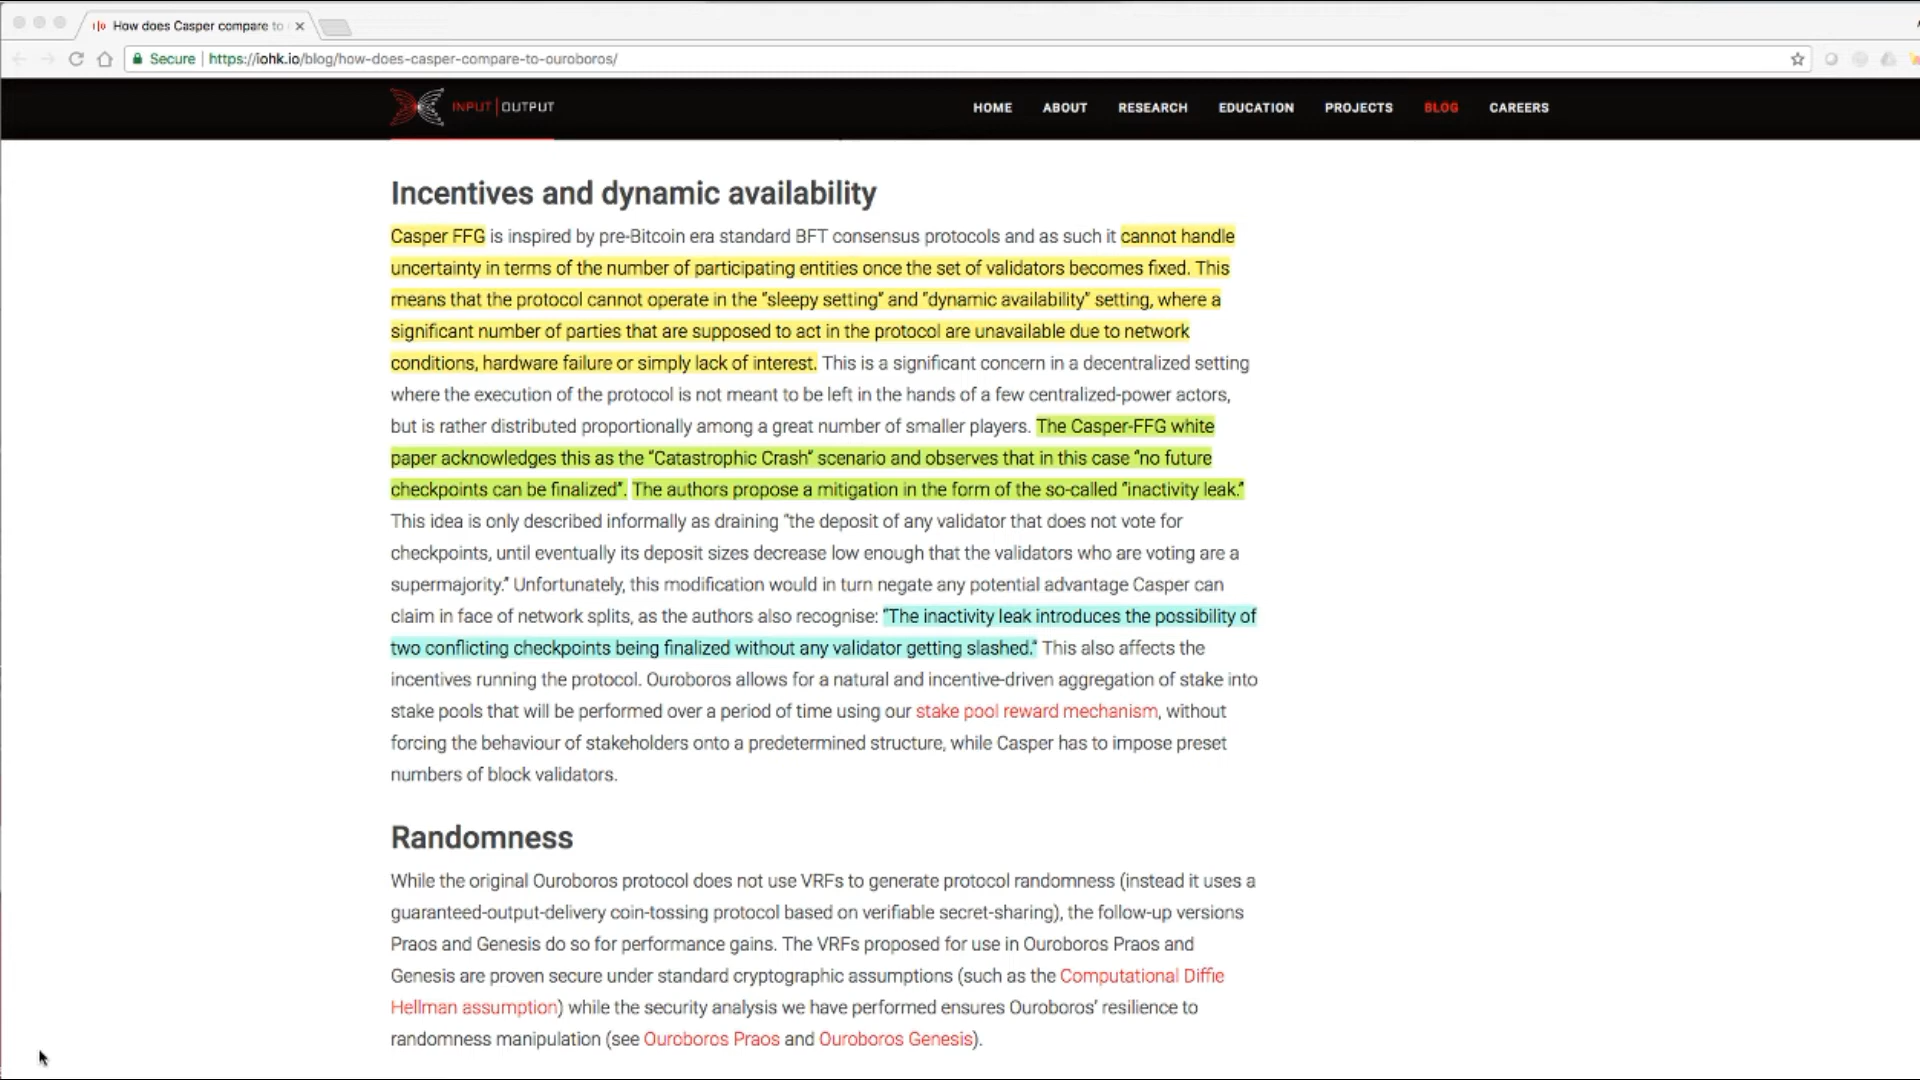 How does Casper compare to
Secure | https://iohk.io/blog/how-does-casper-compare-to-ouroboros/
INPUT | OUTPUT
HOME ABOUT RESEARCH EDUCATION PROJECTS BLOG CAREERS
Incentives and dynamic availability
Casper FFG is inspired by pre-Bitcoin era standard BFT consensus protocols and as such it cannot handle
uncertainty in terms of the number of participating entities once the set of validators becomes fixed. This
means that the protocol cannot operate in the “sleepy setting” and “dynamic availability” setting, where a
significant number of parties that are supposed to act in the protocol are unavailable due to network
conditions, hardware failure or simply lack of interest. This is a significant concern in a decentralized setting
where the execution of the protocol is not meant to be left in the hands of a few centralized-power actors,
but is rather distributed proportionally among a great number of smaller players. The Casper-FFG white
paper acknowledges this as the “Catastrophic Crash” scenario and observes that in this case “no future
checkpoints can be finalized”. The authors propose a mitigation in the form of the so-called “inactivity leak.”
This idea is only described informally as draining “the deposit of any validator that does not vote for
checkpoints, until eventually its deposit sizes decrease low enough that the validators who are voting are a
supermajority.” Unfortunately, this modification would in turn negate any potential advantage Casper can
claim in face of network splits, as the authors also recognise: “The inactivity leak introduces the possibility of
two conflicting checkpoints being finalized without any validator getting slashed.” This also affects the
incentives running the protocol. Ouroboros allows for a natural and incentive-driven aggregation of stake into
stake pools that will be performed over a period of time using our stake pool reward mechanism, without
forcing the behaviour of stakeholders onto a predetermined structure, while Casper has to impose preset
numbers of block validators.
Randomness
While the original Ouroboros protocol does not use VRFs to generate protocol randomness (instead it uses a
guaranteed-output-delivery coin-tossing protocol based on verifiable secret-sharing), the follow-up versions
Praos and Genesis do so for performance gains. The VRFs proposed for use in Ouroboros Praos and
Genesis are proven secure under standard cryptographic assumptions (such as the Computational Diffie
Hellman assumption) while the security analysis we have performed ensures Ouroboros’ resilience to
randomness manipulation (see Ouroboros Praos and Ouroboros Genesis).